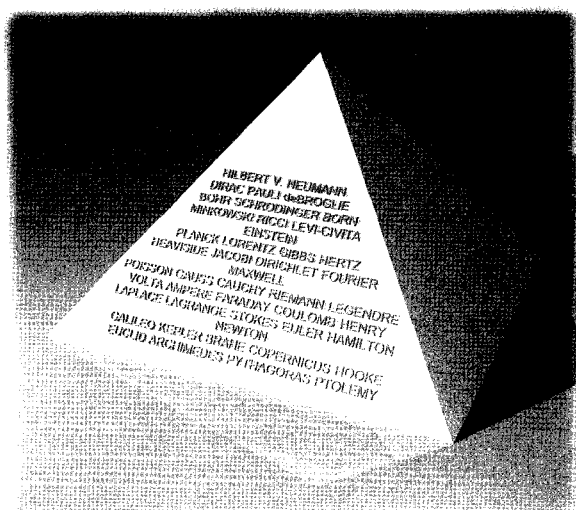 HILBERT V. NEUMANN
DIRAC PAULI deBROGLIE
BOHR SCHRODINGER BORN
MINKOWSKI RICCI LEVI-CIVITA
EINSTEIN
PLANCK LORENTZ GIBBS HERTZ
HEAVISIDE JACOBI DIRICHLET FOURIER
MAXWELL
POISSON GAUSS CAUCHY RIEMANN LEGENDRE
VOLTA AMPERE FARADAY COULOMB HENRY
LAPLACE LAGRANGE STOKES EULER HAMILTON
NEWTON
GALILEO KEPLER BRAHE COPERNICUS HOOKE
EUCLID ARCHIMEDES PYTHAGORAS PTOLEMY